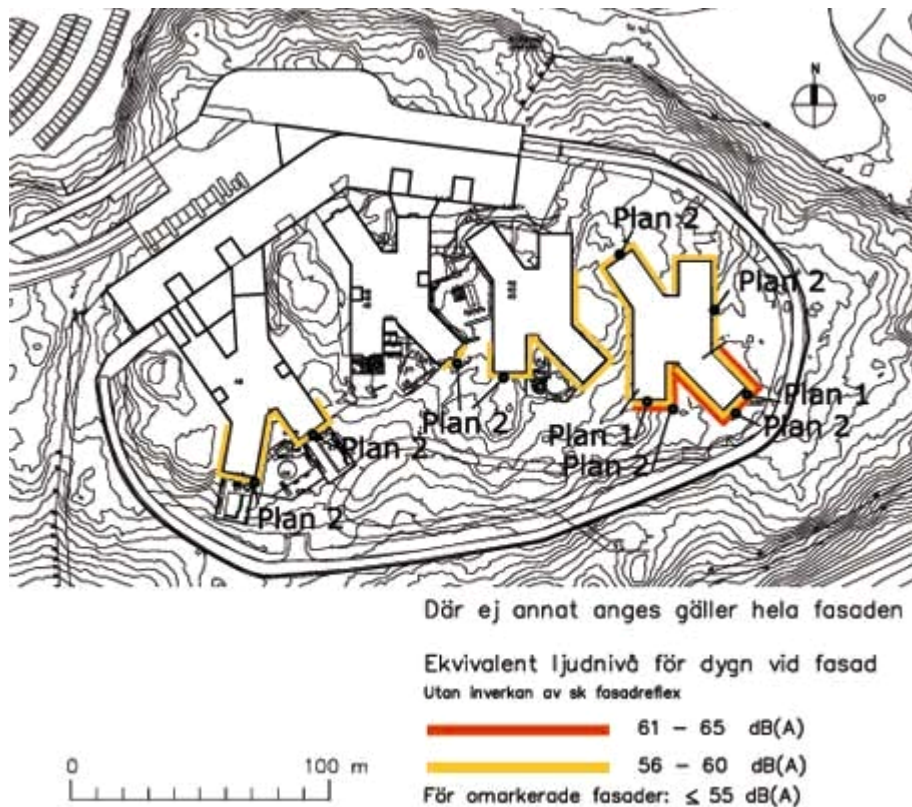 N
Plan 2
Plan 2
Plan 1
Plan 2
Plan 1
Plan 2
Plan 2
Plan 2
Plan 2
Där ej annat anges gäller hela fasaden
Ekvivalent ljudnivå för dygn vid fasad
Utan inverkan av sk fasadreflex
61 – 65 dB(A)
56 – 60 dB(A)
För omarkerade fasader: ≤ 55 dB(A)
0 100 m